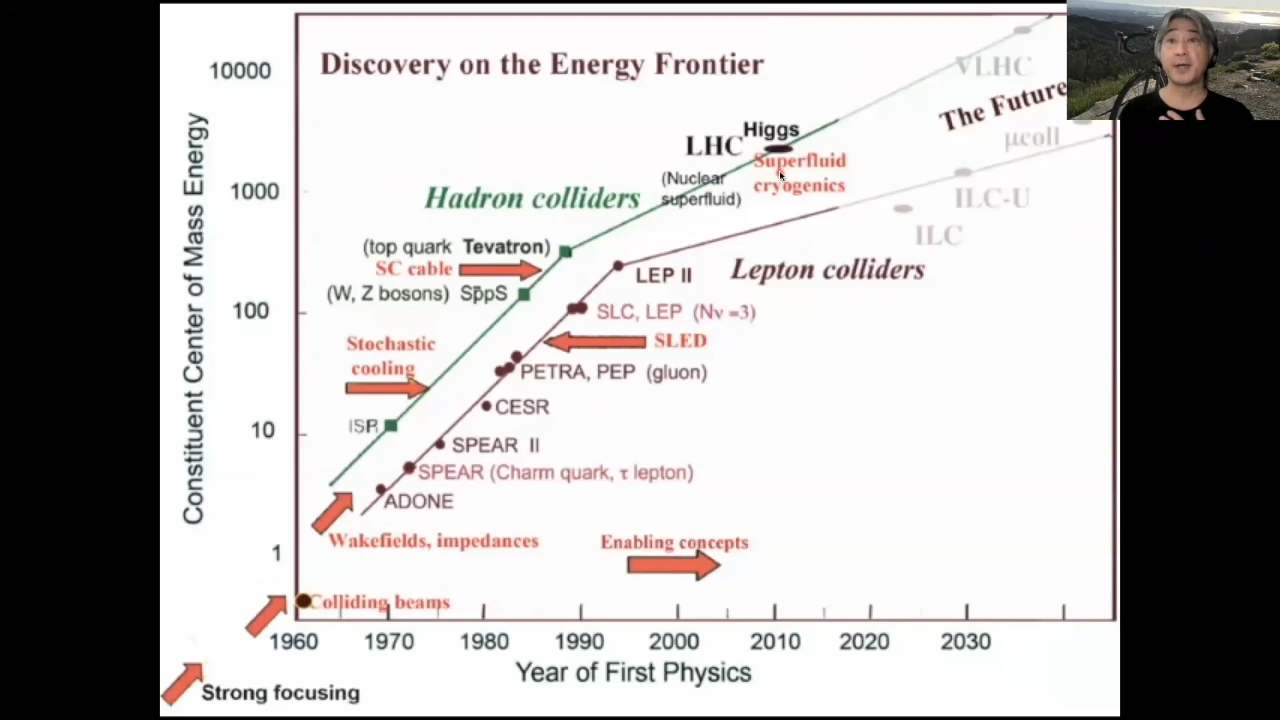 Discovery on the Energy Frontier
Constituent Center of Mass Energy
10000
1000
100
10
1
VLHC
The Future
μcoll
ILC-U
ILC
Higgs
LHC
Superfluid
cryogenics
(Nuclear
superfluid)
Hadron colliders
(top quark Tevatron)
SC cable
(W, Z bosons) Sp̄pS
LEP II
Lepton colliders
SLC, LEP (Nν =3)
SLED
Stochastic
cooling
PETRA, PEP (gluon)
CESR
ISR
SPEAR II
SPEAR (Charm quark, τ lepton)
ADONE
Wakefields, impedances
Enabling concepts
Colliding beams
1960 1970 1980 1990 2000 2010 2020 2030
Year of First Physics
Strong focusing